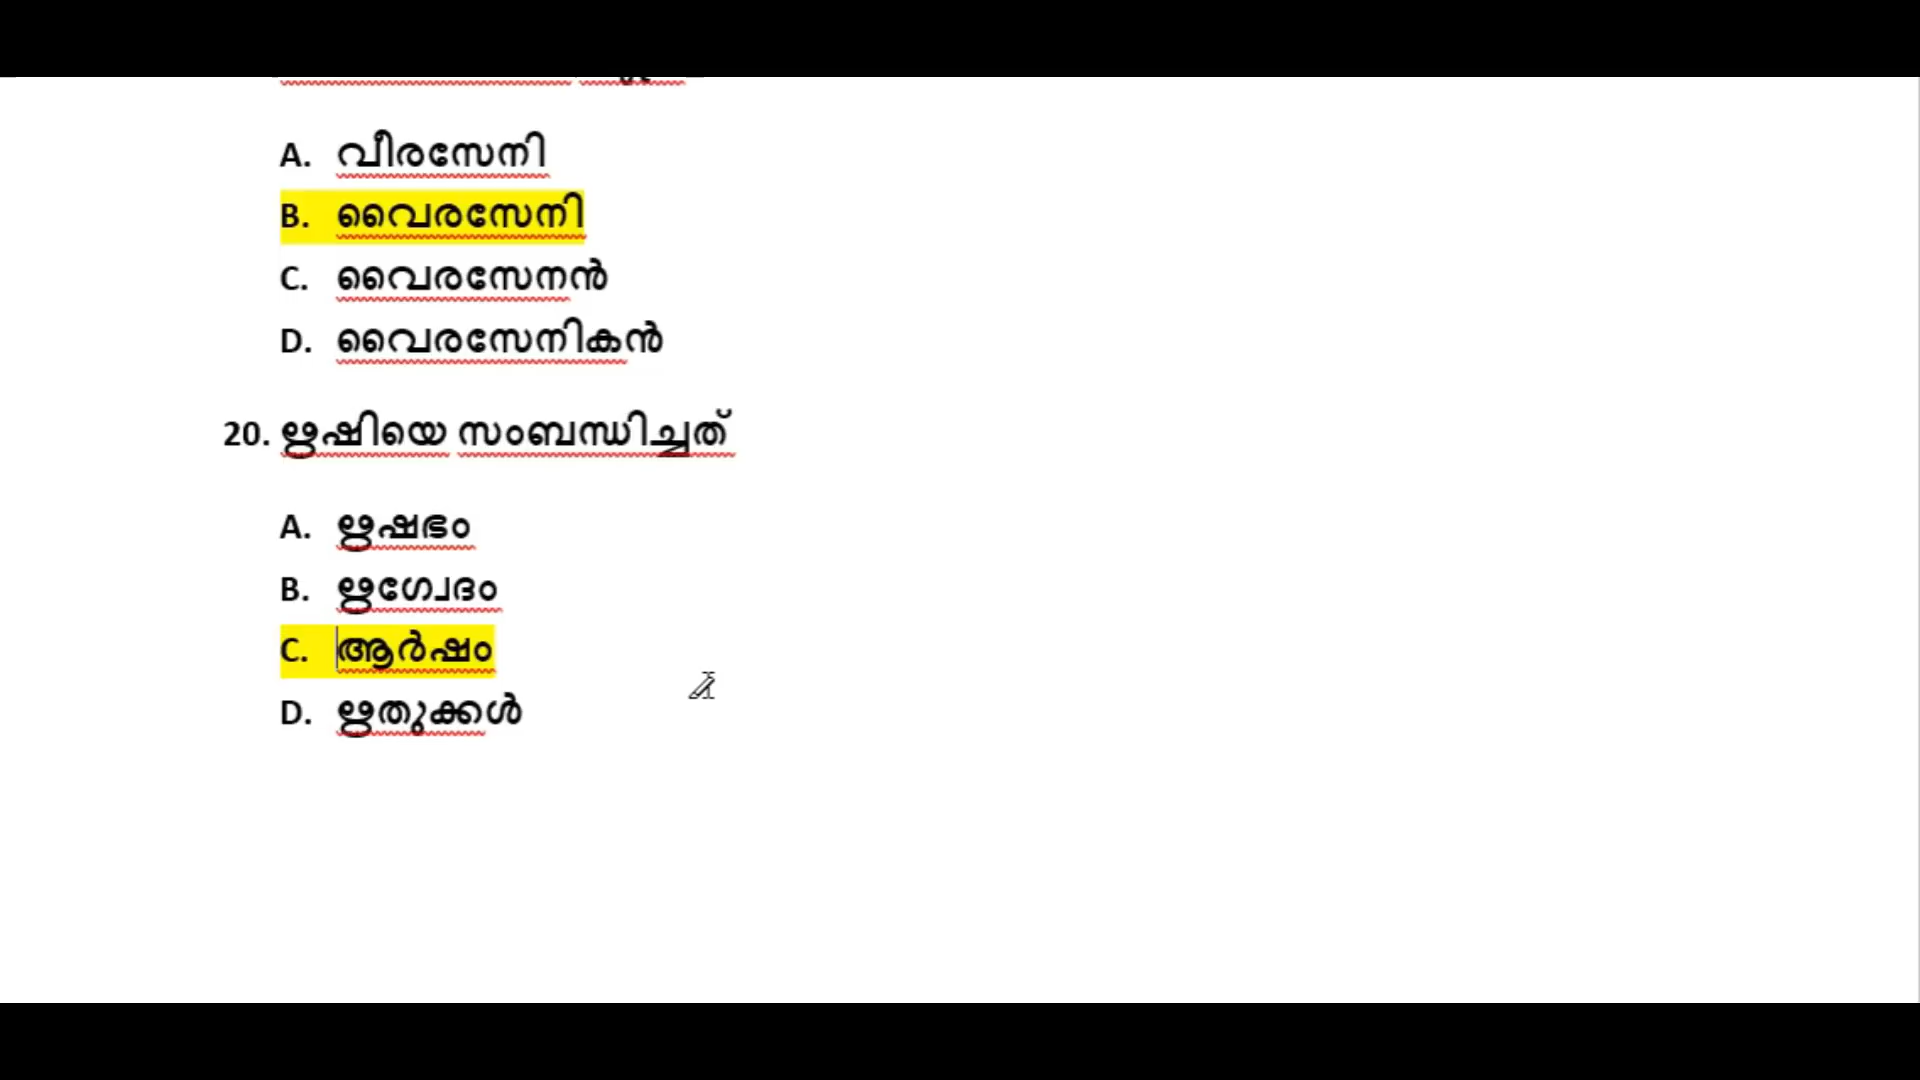 A. വീരസേനി
B. വൈരസേനി
C. വൈരസേനൻ
D. വൈരസേനികൻ
20. ഋഷിയെ സംബന്ധിച്ചത്
A. ഋഷഭം
B. ഋഗ്വേദം
C. ആർഷം
D. ഋതുക്കൾ